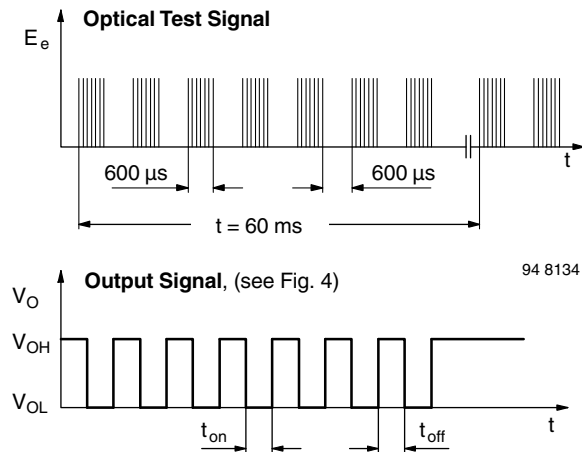 Optical Test Signal
E e
t
600 µs
600 µs
t = 60 ms
94 8134
Output Signal, (see Fig. 4)
V O
V OH
V OL
t
t on
t off